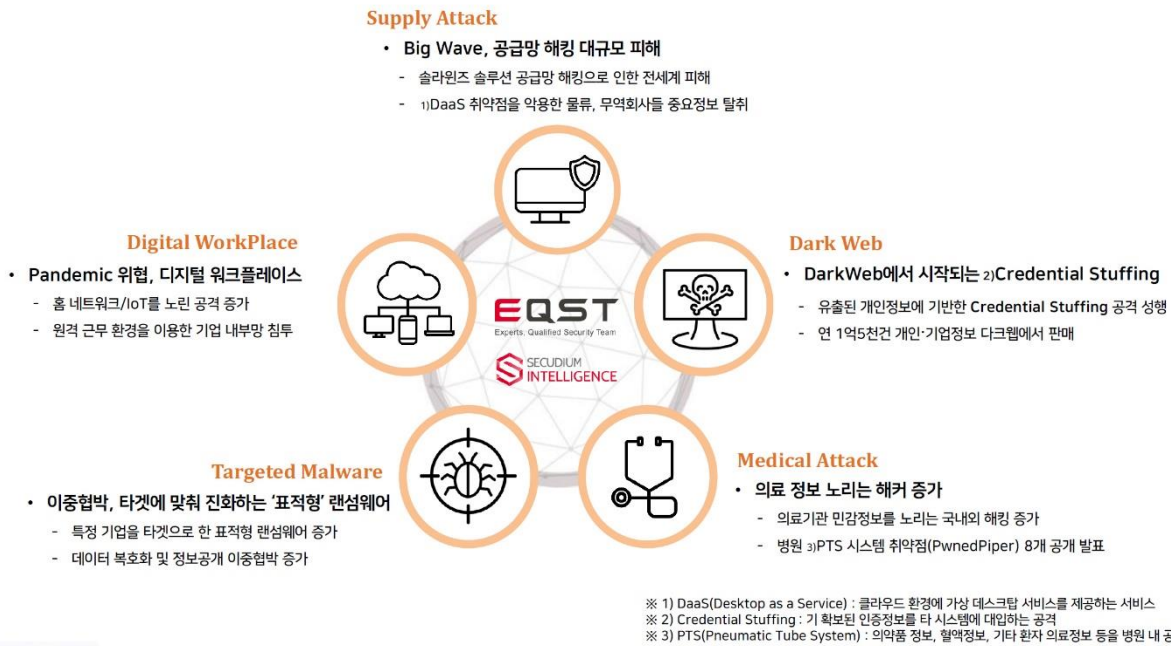 Supply Attack
• Big Wave, 공급망 해킹 대규모 피해
- 솔라윈즈 솔루션 공급망 해킹으로 인한 전세계 피해
- 1)DaaS 취약점을 악용한 물류, 무역회사들 중요정보 탈취
Digital WorkPlace
• Pandemic 위협, 디지털 워크플레이스
- 홈 네트워크/IoT를 노린 공격 증가
- 원격 근무 환경을 이용한 기업 내부망 침투
Dark Web
• DarkWeb에서 시작되는 2)Credential Stuffing
- 유출된 개인정보에 기반한 Credential Stuffing 공격 성행
- 연 1억5천건 개인·기업정보 다크웹에서 판매
EQST
Experts, Qualified Security Team
SECUDIUM
INTELLIGENCE
Targeted Malware
• 이중협박, 타겟에 맞춰 진화하는 ‘표적형’ 랜섬웨어
- 특정 기업을 타겟으로 한 표적형 랜섬웨어 증가
- 데이터 복호화 및 정보공개 이중협박 증가
Medical Attack
• 의료 정보 노리는 해커 증가
- 의료기관 민감정보를 노리는 국내외 해킹 증가
- 병원 3)PTS 시스템 취약점(PwnedPiper) 8개 공개 발표
※ 1) DaaS(Desktop as a Service) : 클라우드 환경에 가상 데스크탑 서비스를 제공하는 서비스
※ 2) Credential Stuffing : 기 확보된 인증정보를 타 시스템에 대입하는 공격
※ 3) PTS(Pneumatic Tube System) : 의약품 정보, 혈액정보, 기타 환자 의료정보 등을 병원 내 공